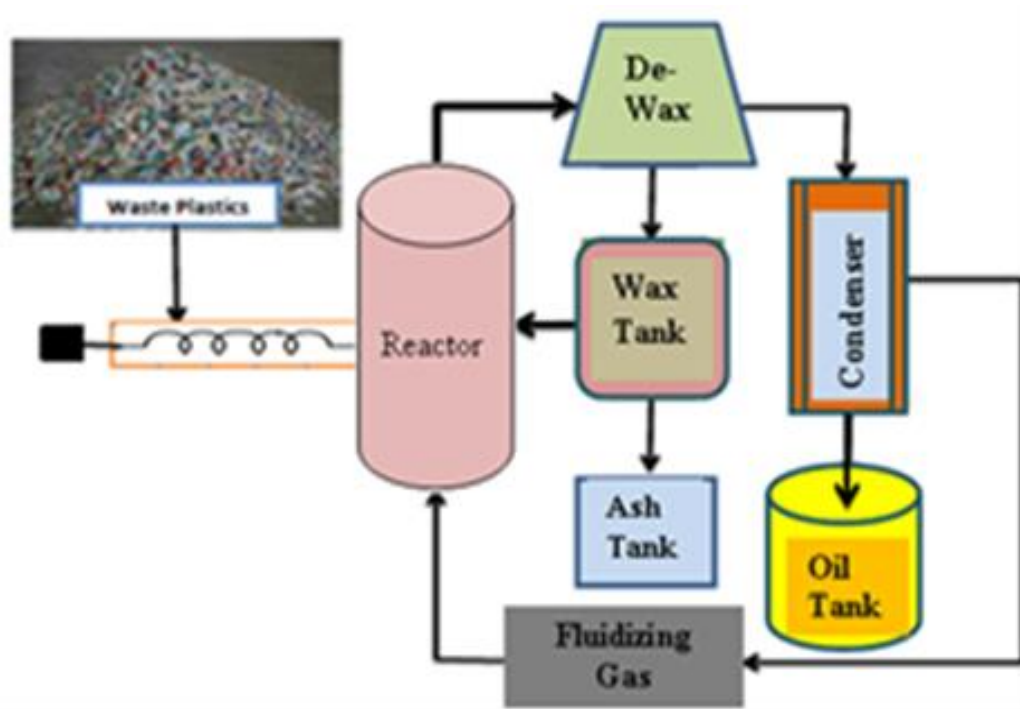 Waste Plastics
De-
Wax
Reactor
Wax
Tank
Condenser
Ash
Tank
Oil
Tank
Fluidizing
Gas